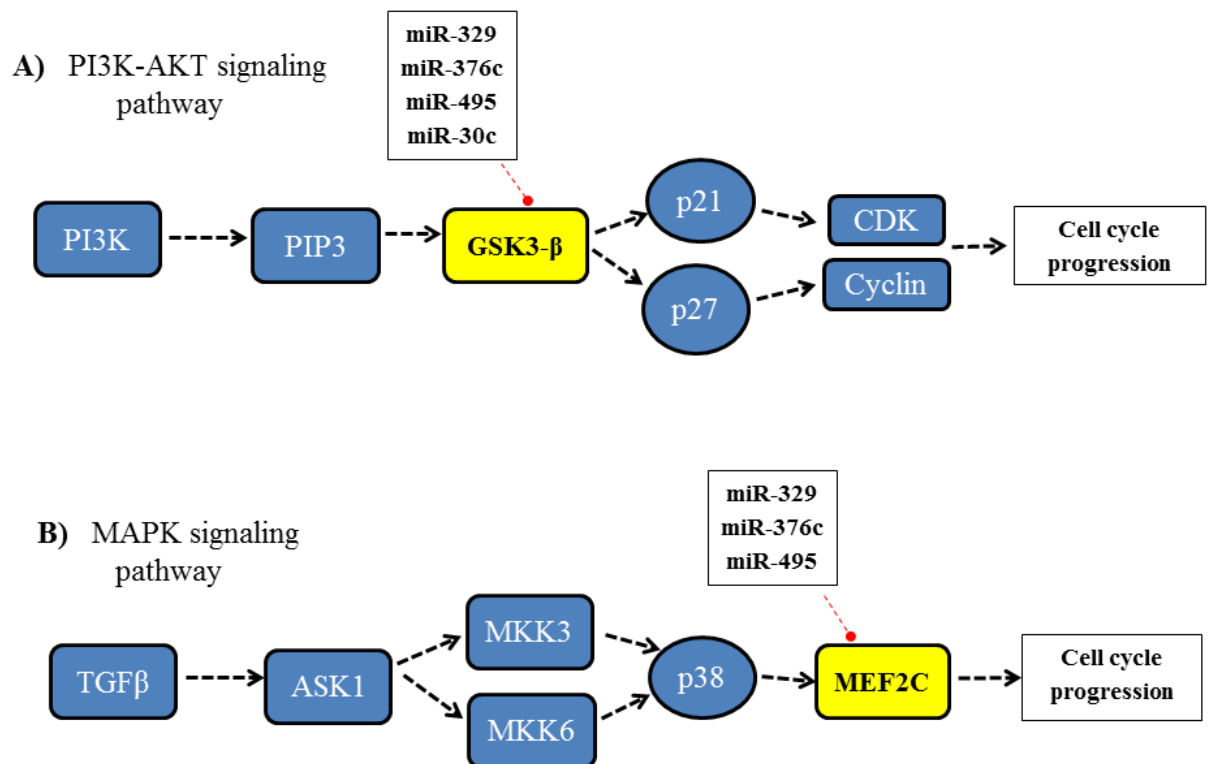 A) PI3K-AKT signaling
pathway
miR-329
miR-376c
miR-495
miR-30c
PI3K
PIP3
GSK3-β
p21
p27
CDK
Cyclin
Cell cycle
progression
B) MAPK signaling
pathway
miR-329
miR-376c
miR-495
TGFβ
ASK1
MKK3
MKK6
p38
MEF2C
Cell cycle
progression